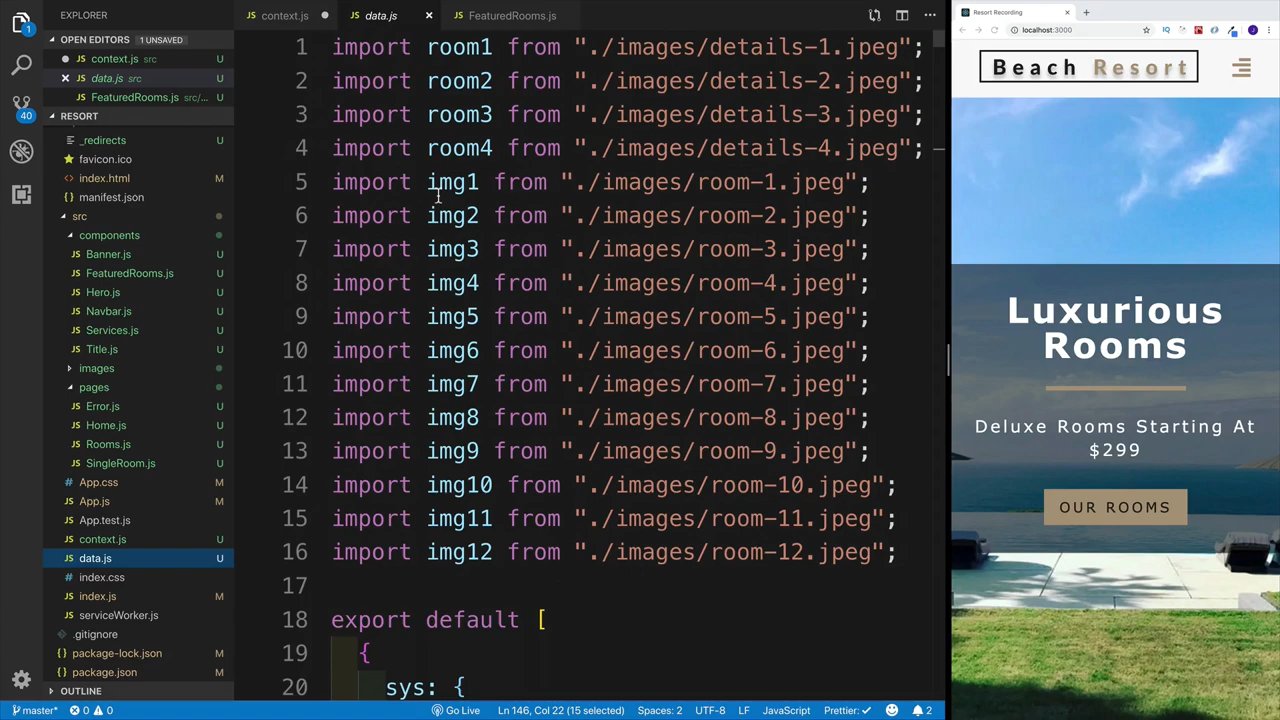 EXPLORER
OPEN EDITORS 1 UNSAVED
context.js src
data.js src U
FeaturedRooms.js src/... U
RESORT
_redirects U
favicon.ico
index.html M
manifest.json
src
components
Banner.js U
FeaturedRooms.js U
Hero.js U
Navbar.js U
Services.js U
Title.js U
images
pages
Error.js U
Home.js U
Rooms.js U
SingleRoom.js U
App.css M
App.js M
App.test.js
context.js U
data.js U
index.css
index.js M
serviceWorker.js
.gitignore
package-lock.json M
package.json M
OUTLINE
1
40
context.js
data.js
FeaturedRooms.js
1 import room1 from "./images/details-1.jpeg";
2 import room2 from "./images/details-2.jpeg";
3 import room3 from "./images/details-3.jpeg";
4 import room4 from "./images/details-4.jpeg";
5 import img1 from "./images/room-1.jpeg";
6 import img2 from "./images/room-2.jpeg";
7 import img3 from "./images/room-3.jpeg";
8 import img4 from "./images/room-4.jpeg";
9 import img5 from "./images/room-5.jpeg";
10 import img6 from "./images/room-6.jpeg";
11 import img7 from "./images/room-7.jpeg";
12 import img8 from "./images/room-8.jpeg";
13 import img9 from "./images/room-9.jpeg";
14 import img10 from "./images/room-10.jpeg";
15 import img11 from "./images/room-11.jpeg";
16 import img12 from "./images/room-12.jpeg";
17
18 export default [
19 {
20 sys: {
master* 0 0 Go Live Ln 146, Col 22 (15 selected) Spaces: 2 UTF-8 LF JavaScript Prettier: ✓ 2
Resort Recording
localhost:3000
Beach Resort
Luxurious
Rooms
Deluxe Rooms Starting At
$299
OUR ROOMS